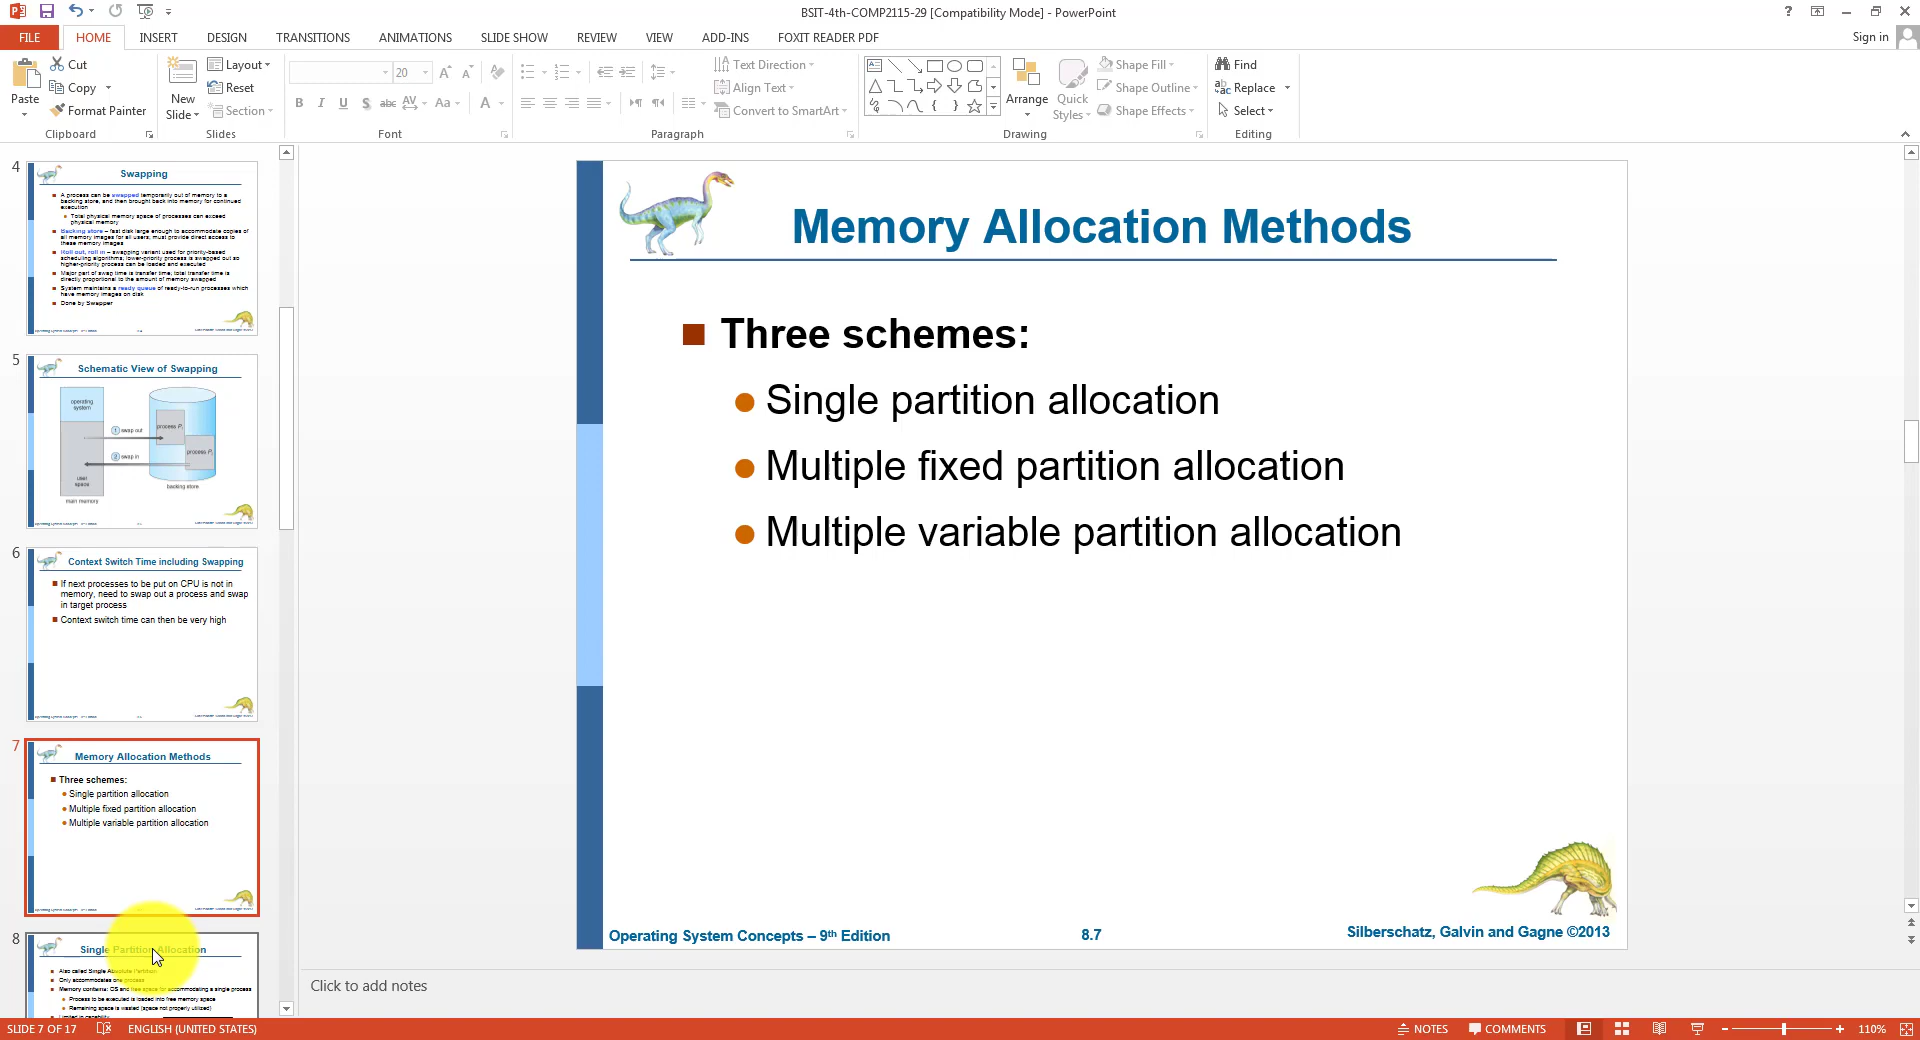 BSIT-4th-COMP2115-29 [Compatibility Mode] - PowerPoint
FILE HOME INSERT DESIGN TRANSITIONS ANIMATIONS SLIDE SHOW REVIEW VIEW ADD-INS FOXIT READER PDF Sign in
Paste
Cut
Copy
Format Painter
Clipboard
New
Slide
Layout
Reset
Section
Slides
20
B I U S abc AV Aa A
Font
Text Direction
Align Text
Convert to SmartArt
Paragraph
Arrange
Quick
Styles
Shape Fill
Shape Outline
Shape Effects
Drawing
Find
Replace
Select
Editing
4
Swapping
A process can be swapped temporarily out of memory to a
backing store, and then brought back into memory for continued
execution
Total physical memory space of processes can exceed
physical memory
Backing store – fast disk large enough to accommodate copies of
all memory images for all users; must provide direct access to
these memory images
Roll out, roll in – swapping variant used for priority-based
scheduling algorithms; lower-priority process is swapped out so
higher-priority process can be loaded and executed
Major part of swap time is transfer time; total transfer time is
directly proportional to the amount of memory swapped
System maintains a ready queue of ready-to-run processes which
have memory images on disk
Done by Swapper
5
Schematic View of Swapping
operating
system
1 swap out
process P1
2 swap in
process P2
user
space
backing store
main memory
6
Context Switch Time including Swapping
If next processes to be put on CPU is not in
memory, need to swap out a process and swap
in target process
Context switch time can then be very high
7
Memory Allocation Methods
Three schemes:
Single partition allocation
Multiple fixed partition allocation
Multiple variable partition allocation
8
Single Partition Allocation
Also called Single Absolute Partition
Only accommodates one process
Memory contains: OS and free space for accommodating a single process
Process to be executed is loaded into free memory space
Remaining space is wasted (space not properly utilized)
Limited in capability
Memory Allocation Methods
Three schemes:
Single partition allocation
Multiple fixed partition allocation
Multiple variable partition allocation
Operating System Concepts – 9th Edition
8.7
Silberschatz, Galvin and Gagne ©2013
Click to add notes
SLIDE 7 OF 17 ENGLISH (UNITED STATES) NOTES COMMENTS 110%